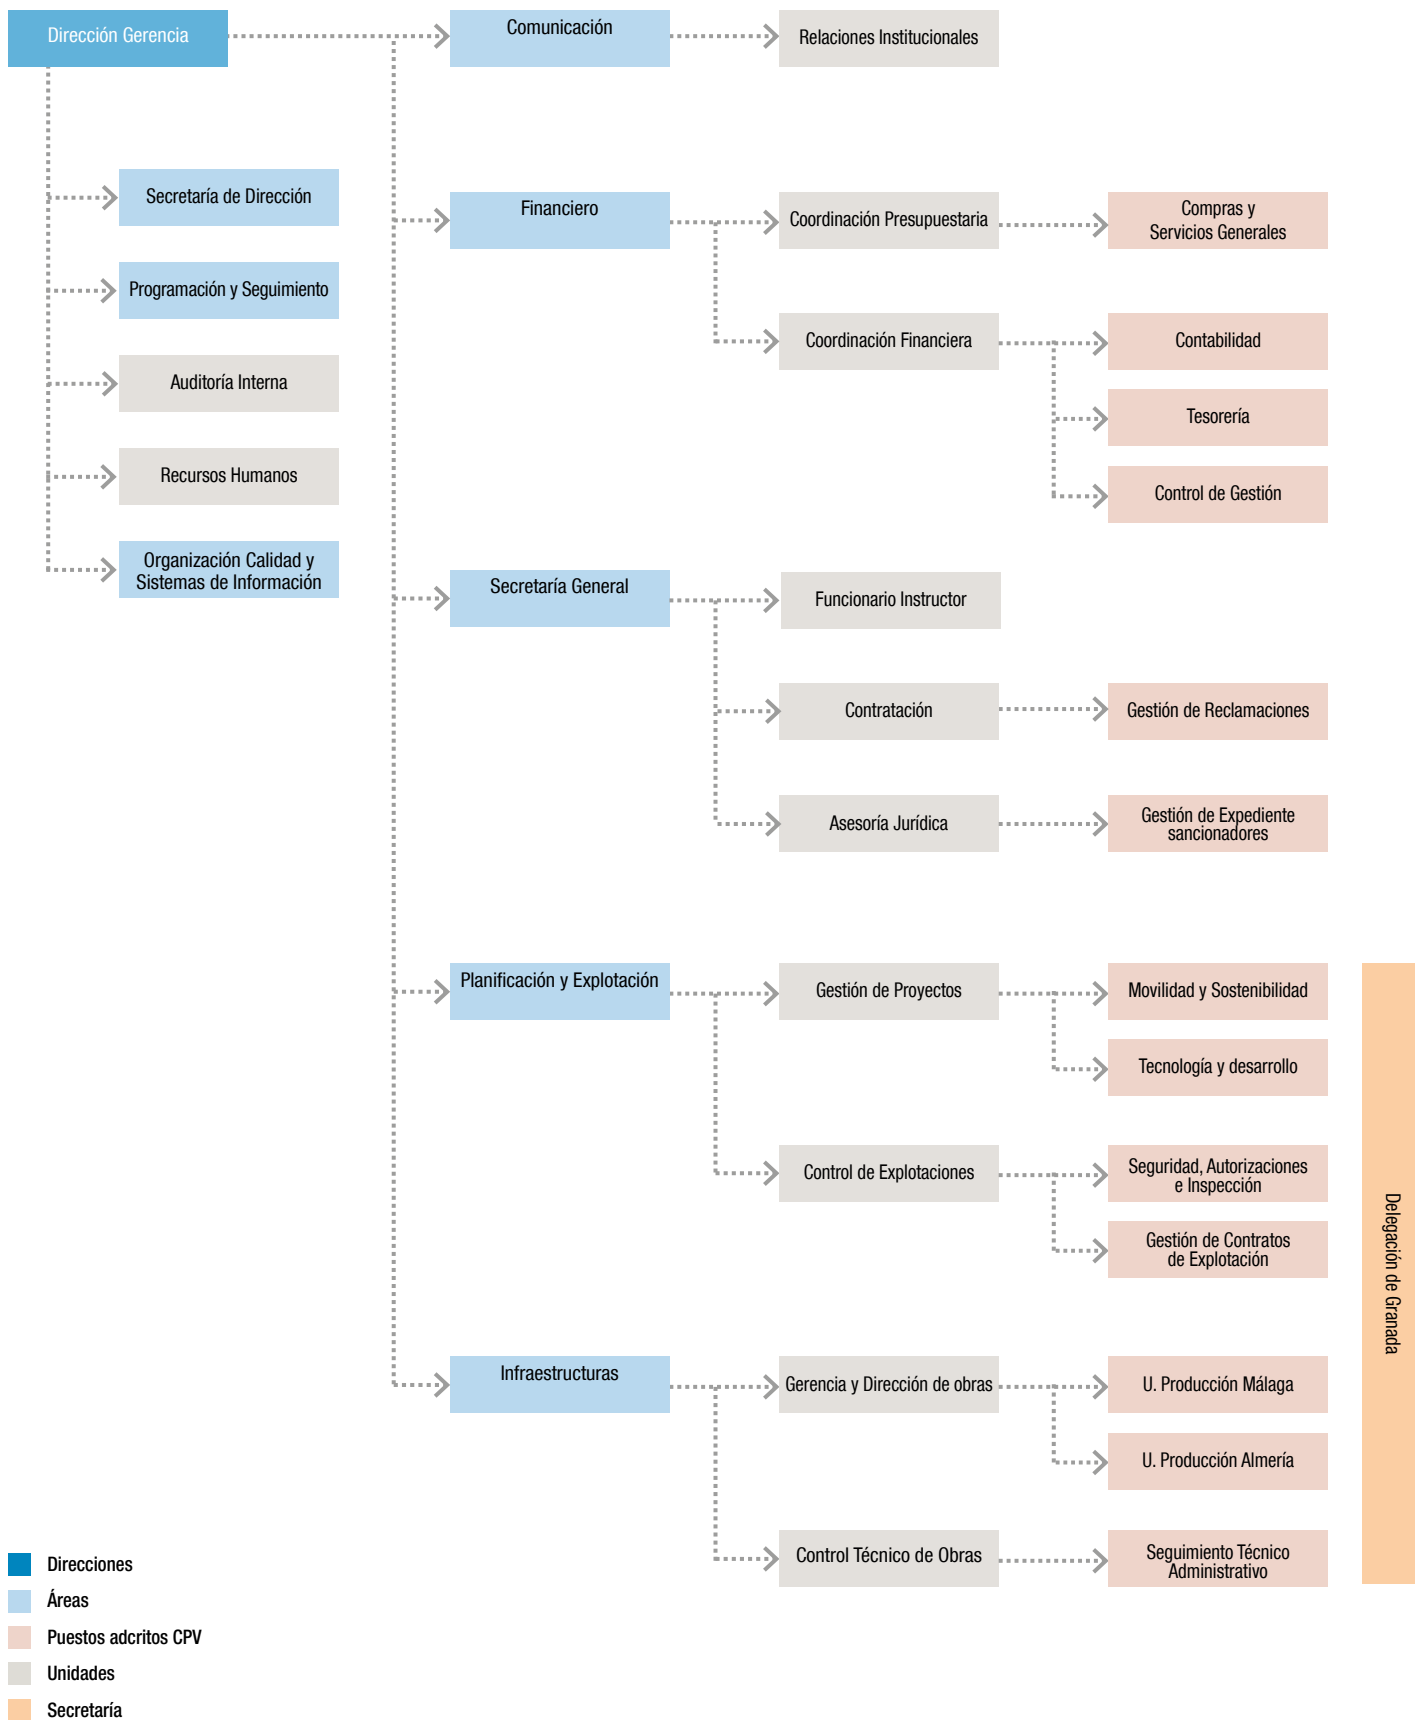 Dirección Gerencia
Comunicación
Relaciones Institucionales
Secretaría de Dirección
Programación y Seguimiento
Auditoría Interna
Recursos Humanos
Organización Calidad y
Sistemas de Información
Financiero
Coordinación Presupuestaria
Compras y
Servicios Generales
Coordinación Financiera
Contabilidad
Tesorería
Control de Gestión
Secretaría General
Funcionario Instructor
Contratación
Gestión de Reclamaciones
Asesoría Jurídica
Gestión de Expediente
sancionadores
Planificación y Explotación
Gestión de Proyectos
Movilidad y Sostenibilidad
Tecnología y desarrollo
Control de Explotaciones
Seguridad, Autorizaciones
e Inspección
Gestión de Contratos
de Explotación
Infraestructuras
Gerencia y Dirección de obras
U. Producción Málaga
U. Producción Almería
Control Técnico de Obras
Seguimiento Técnico
Administrativo
Delegación de Granada
Direcciones
Áreas
Puestos adcritos CPV
Unidades
Secretaría